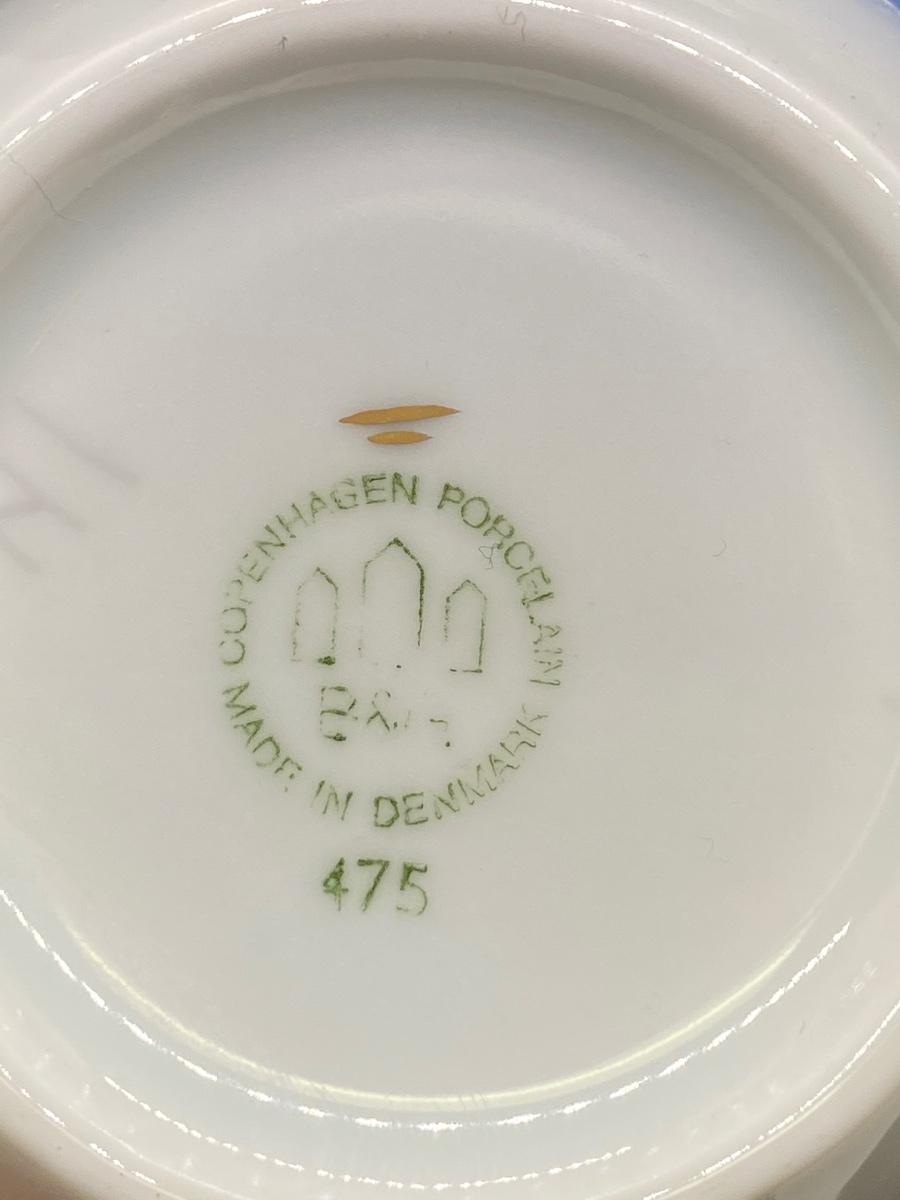 COPENHAGEN PORCELAIN
MADE IN DENMARK
B&
475